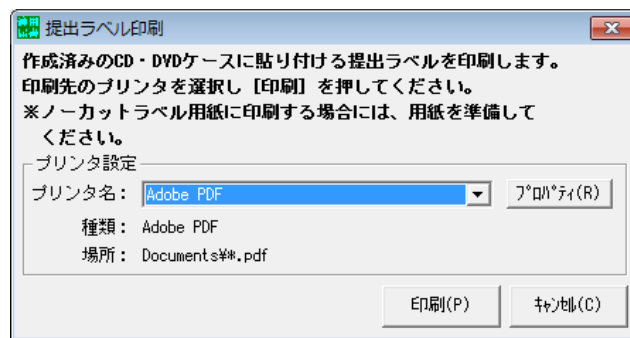 提出ラベル印刷
作成済みのCD・DVDケースに貼り付ける提出ラベルを印刷します。
印刷先のプリンタを選択し［印刷］を押してください。
※ノーカットラベル用紙に印刷する場合には、用紙を準備して
ください。
プリンタ設定
プリンタ名： Adobe PDF ﾌﾟﾛﾊﾟﾃｨ(R)
種類： Adobe PDF
場所： Documents¥*.pdf
印刷(P) ｷｬﾝｾﾙ(C)